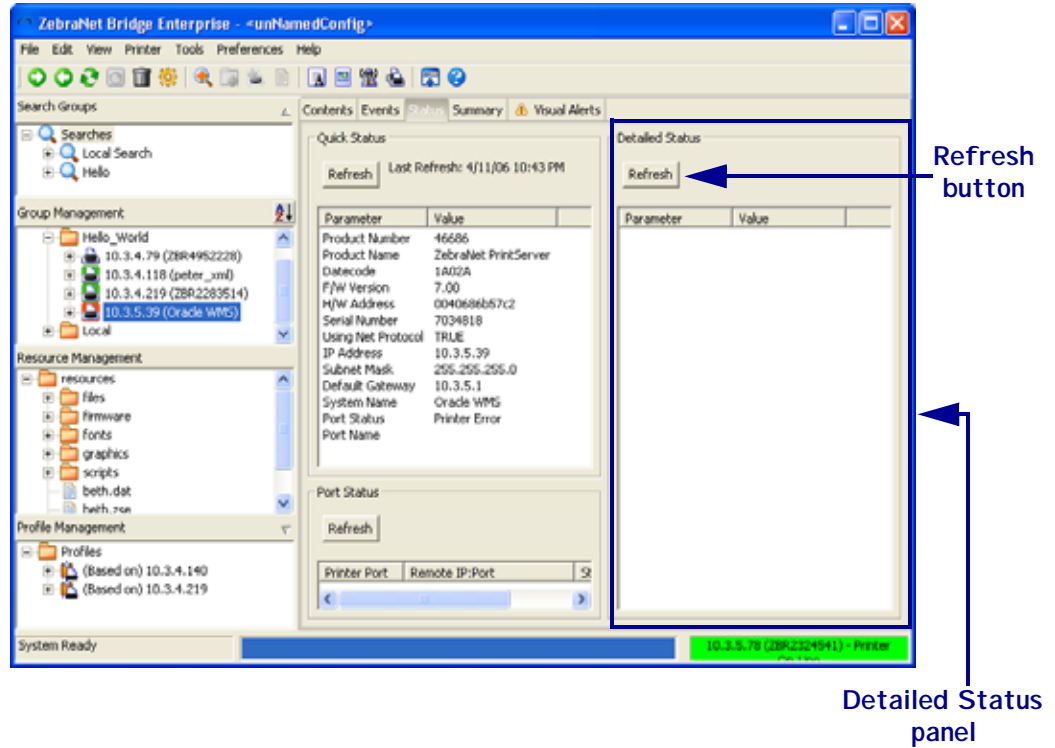 ZebraNet Bridge Enterprise - <unNamedConfig>
File Edit View Printer Tools Preferences Help
Search Groups
Searches
Local Search
Hello
Group Management
Hello_World
10.3.4.79 (ZBR4952228)
10.3.4.118 (peter_xml)
10.3.4.219 (ZBR2283514)
10.3.5.39 (Oracle WMS)
Local
Resource Management
resources
files
firmware
fonts
graphics
scripts
beth.dat
beth.zse
Profile Management
Profiles
(Based on) 10.3.4.140
(Based on) 10.3.4.219
Contents Events Status Summary Visual Alerts
Quick Status
Refresh Last Refresh: 4/11/06 10:43 PM
Parameter Value
Product Number 46686
Product Name ZebraNet PrintServer
Datecode 1A02A
F/W Version 7.00
H/W Address 0040686b57c2
Serial Number 7034818
Using Net Protocol TRUE
IP Address 10.3.5.39
Subnet Mask 255.255.255.0
Default Gateway 10.3.5.1
System Name Oracle WMS
Port Status Printer Error
Port Name
Port Status
Refresh
Printer Port Remote IP:Port St
Detailed Status
Refresh
Parameter Value
System Ready
10.3.5.78 (ZBR2324541) - Printer
On Line
Refresh
button
Detailed Status
panel